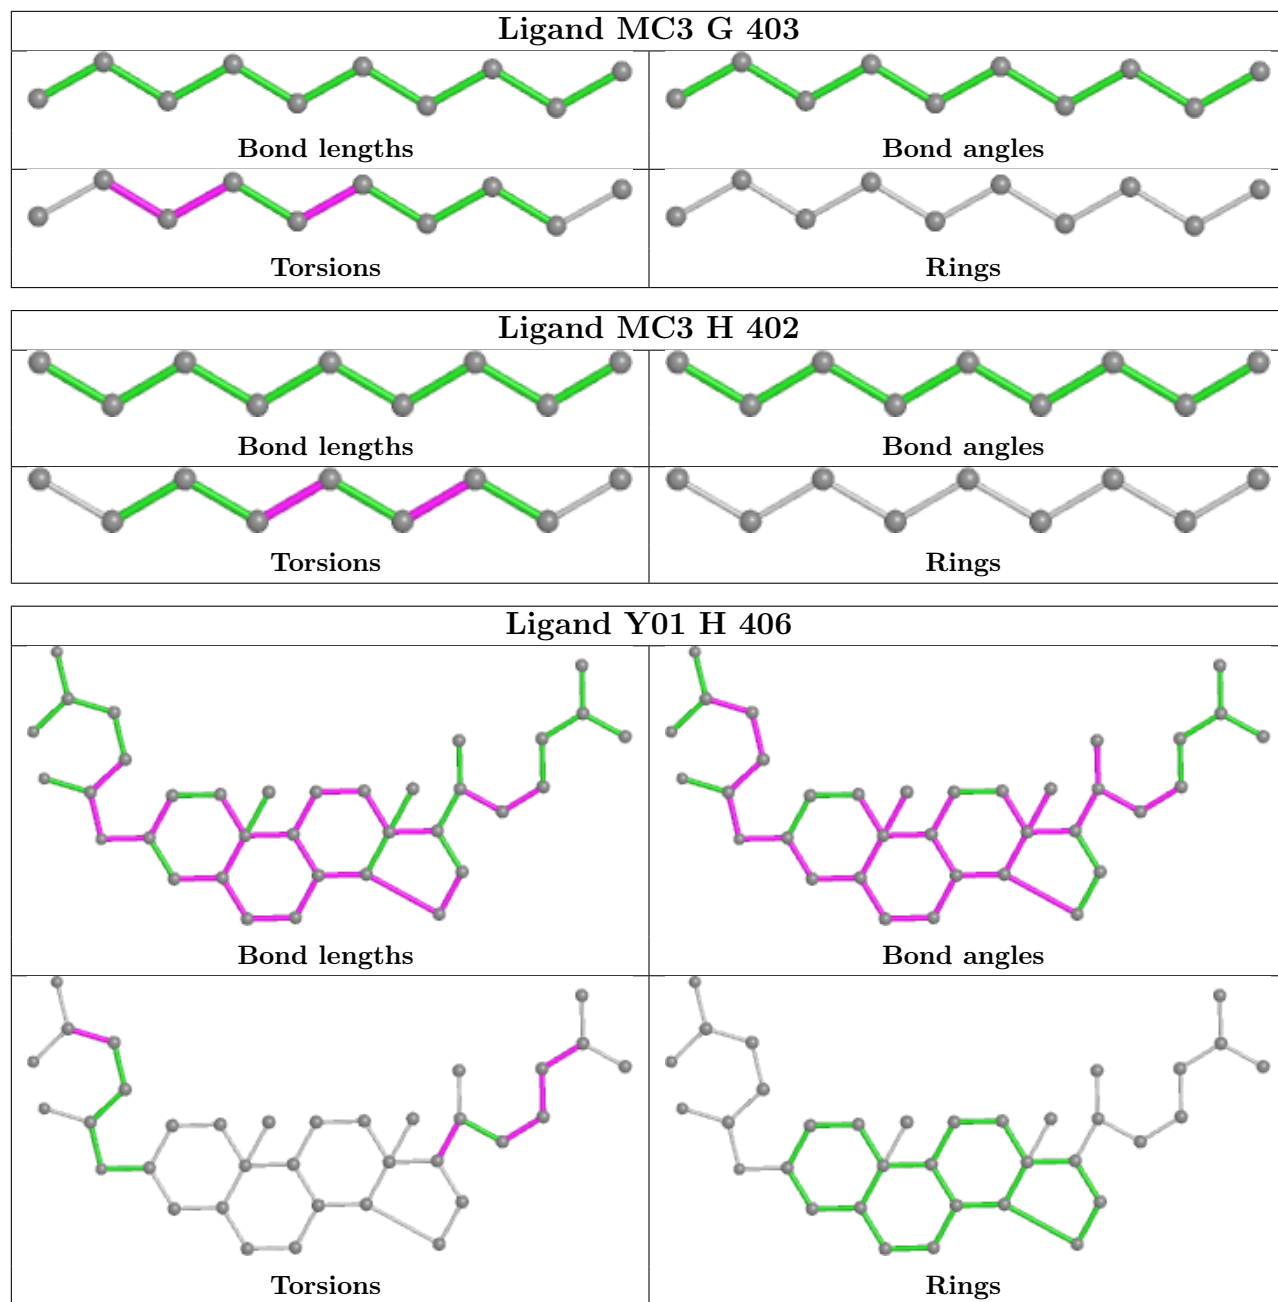 Ligand MC3 G 403
Bond lengths
Bond angles
Torsions
Rings
Ligand MC3 H 402
Bond lengths
Bond angles
Torsions
Rings
Ligand Y01 H 406
Bond lengths
Bond angles
Torsions
Rings